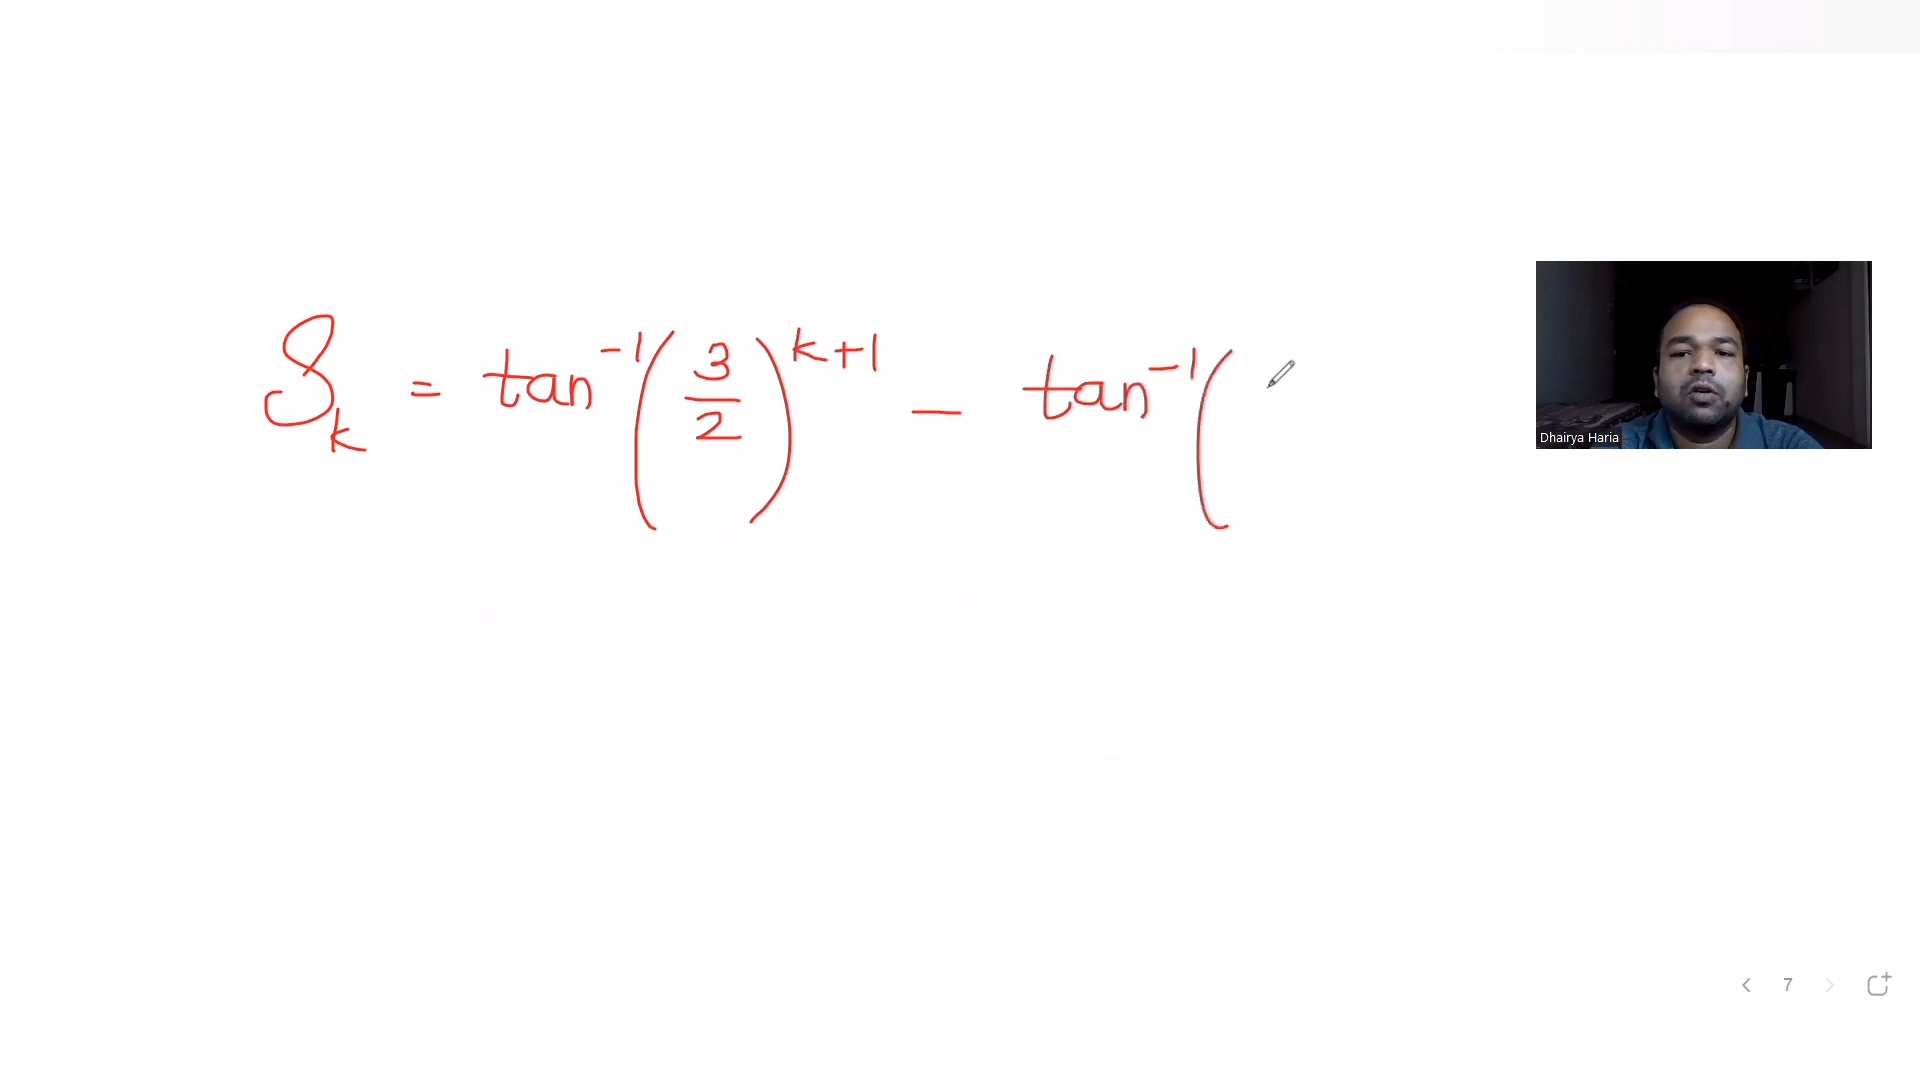 S_k = tan^{-1}(3/2)^{k+1} - tan^{-1}(
Dhairya Haria
7